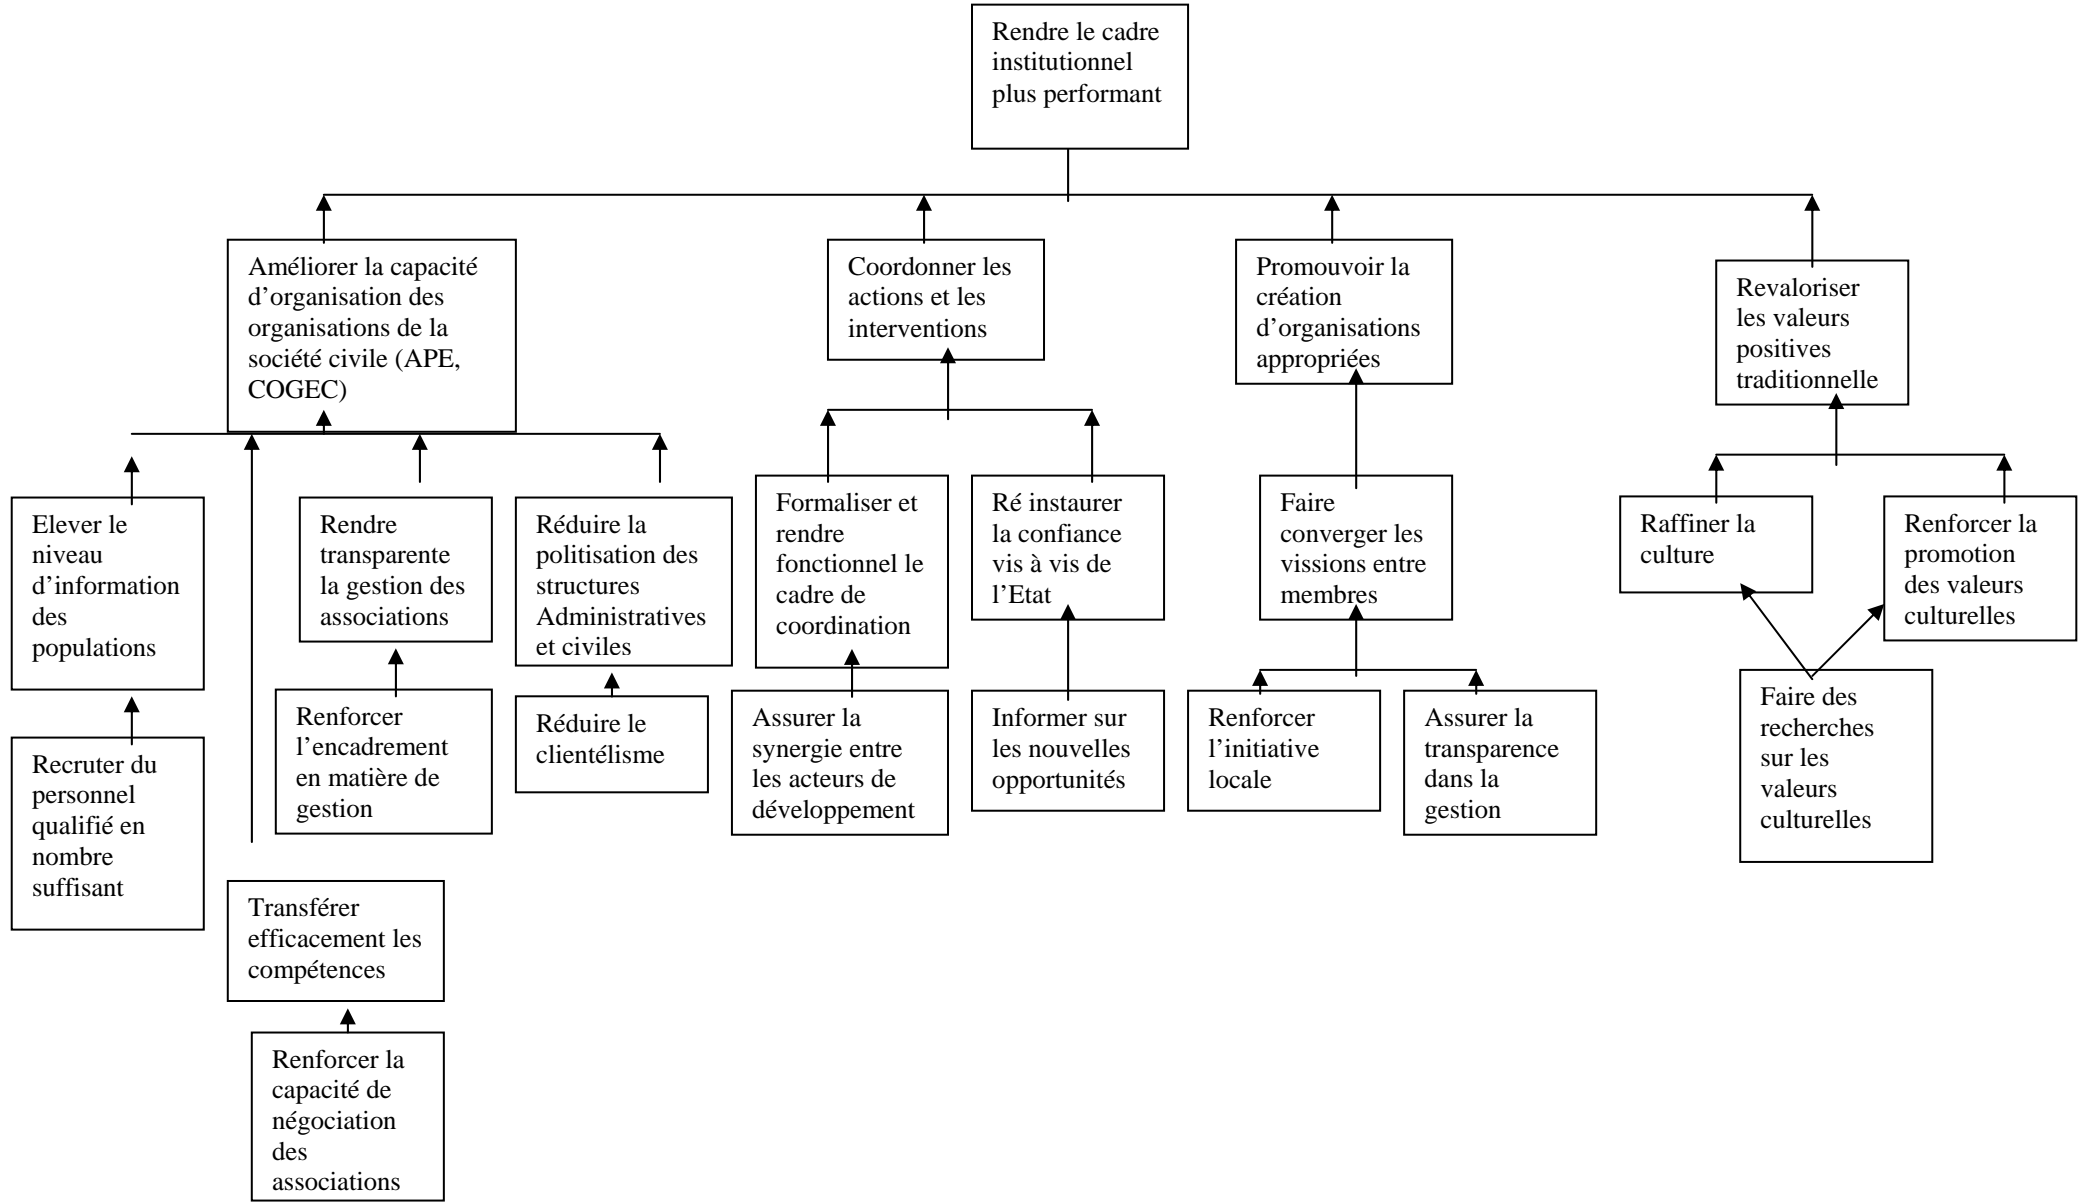 Rendre le cadre
institutionnel
plus performant
Améliorer la capacité
d’organisation des
organisations de la
société civile (APE,
COGEC)
Coordonner les
actions et les
interventions
Promouvoir la
création
d’organisations
appropriées
Revaloriser
les valeurs
positives
traditionnelle
Elever le
niveau
d’information
des
populations
Rendre
transparente
la gestion des
associations
Réduire la
politisation des
structures
Administratives
et civiles
Formaliser et
rendre
fonctionnel le
cadre de
coordination
Ré instaurer
la confiance
vis à vis de
l’Etat
Faire
converger les
vissions entre
membres
Raffiner la
culture
Renforcer la
promotion
des valeurs
culturelles
Recruter du
personnel
qualifié en
nombre
suffisant
Renforcer
l’encadrement
en matière de
gestion
Réduire le
clientélisme
Assurer la
synergie entre
les acteurs de
développement
Informer sur
les nouvelles
opportunités
Renforcer
l’initiative
locale
Assurer la
transparence
dans la
gestion
Faire des
recherches
sur les
valeurs
culturelles
Transférer
efficacement les
compétences
Renforcer la
capacité de
négociation
des
associations